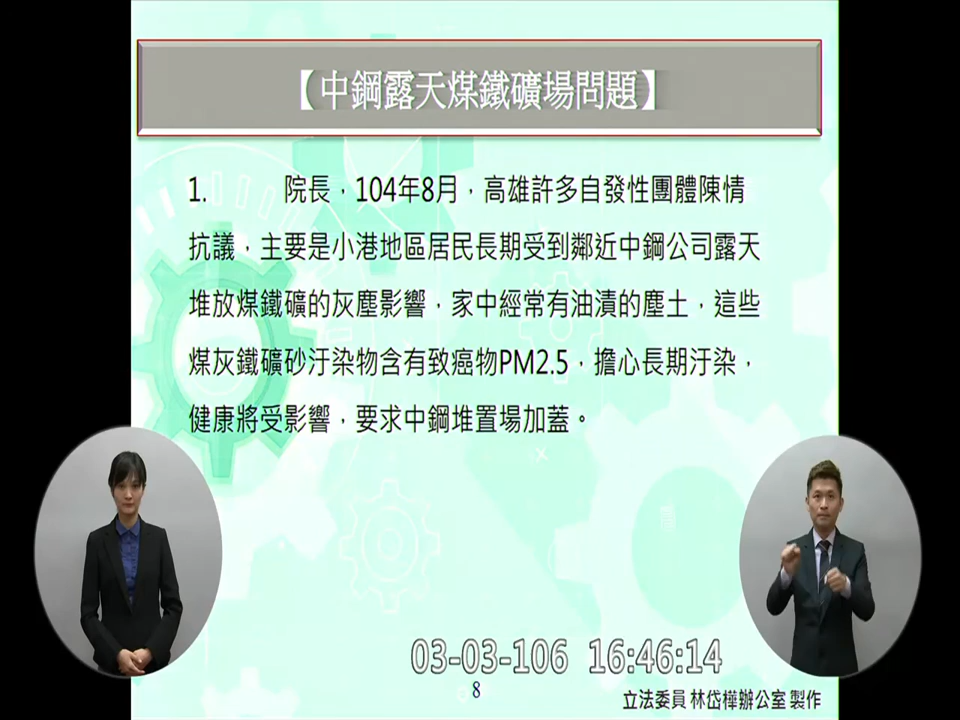 【中鋼露天煤鐵礦場問題】
1. 院長，104年8月，高雄許多自發性團體陳情
抗議，主要是小港地區居民長期受到鄰近中鋼公司露天
堆放煤鐵礦的灰塵影響，家中經常有油漬的塵土，這些
煤灰鐵礦砂汙染物含有致癌物PM2.5，擔心長期汙染，
健康將受影響，要求中鋼堆置場加蓋。
03-03-106 16:46:14
8
立法委員 林岱樺辦公室 製作